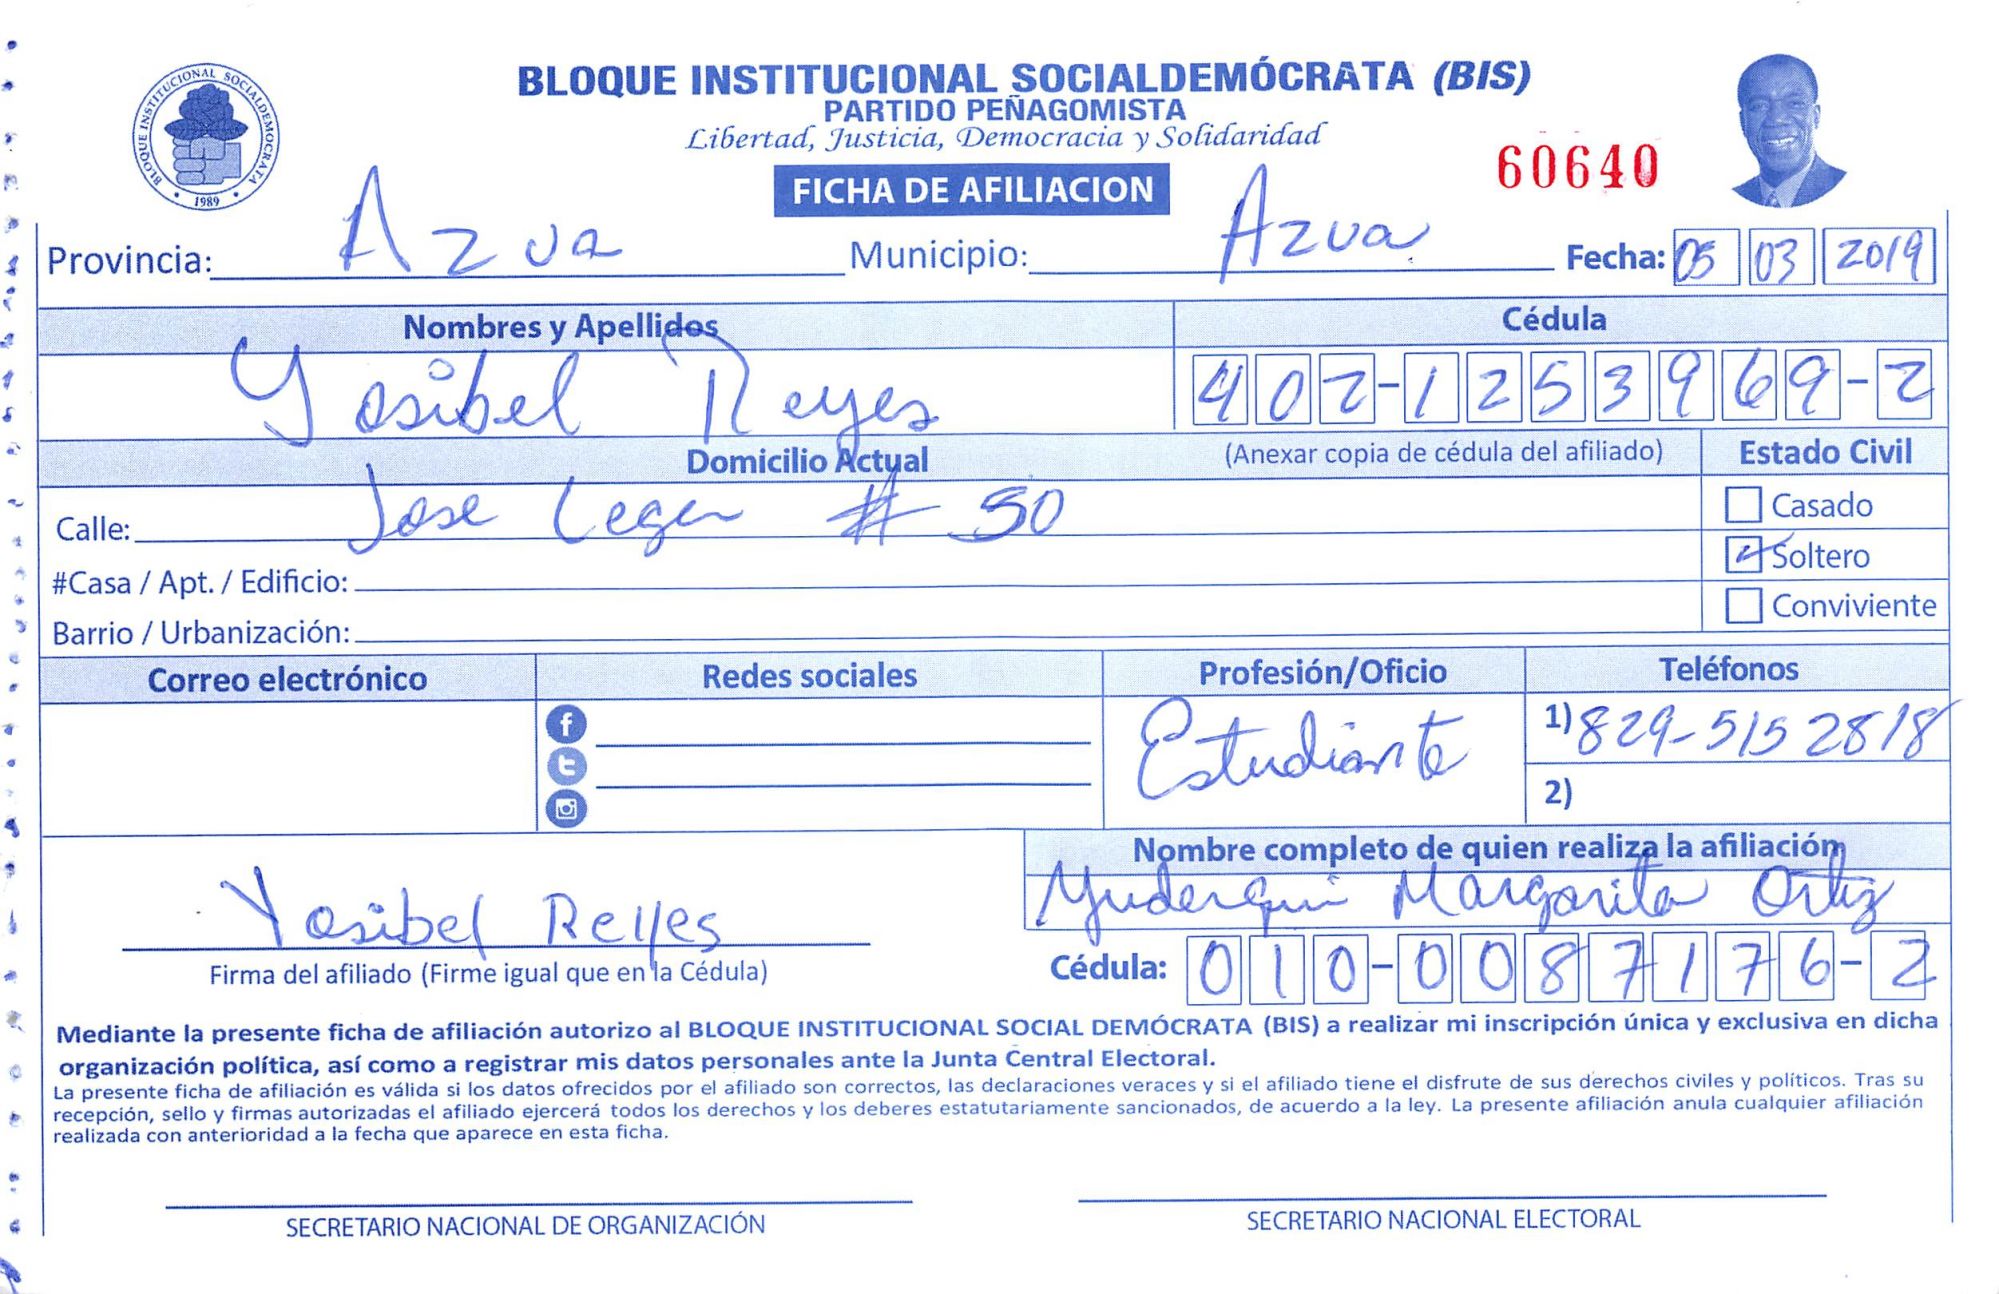 BLOQUE INSTITUCIONAL SOCIALDEMÓCRATA (BIS)
PARTIDO PEÑAGOMISTA
Libertad, Justicia, Democracia y Solidaridad
BLOQUE INSTITUCIONAL SOCIALDEMOCRATA
1989
60640
FICHA DE AFILIACION
Provincia: Azua Municipio: Azua Fecha: 05 03 2019
Nombres y Apellidos Cédula
Yosibel Reyes 402-1253969-2
Domicilio Actual (Anexar copia de cédula del afiliado) Estado Civil
Calle: Jose Leger # 50
Casado
Soltero
Conviviente
#Casa / Apt. / Edificio:
Barrio / Urbanización:
Correo electrónico Redes sociales Profesión/Oficio Teléfonos
Estudiante
1) 829-515 2818
2)
Nombre completo de quien realiza la afiliación
Yuderqui Margarita Ortiz
Yosibel Relles
Firma del afiliado (Firme igual que en la Cédula)
Cédula: 010-0087176-2
Mediante la presente ficha de afiliación autorizo al BLOQUE INSTITUCIONAL SOCIAL DEMÓCRATA (BIS) a realizar mi inscripción única y exclusiva en dicha
organización política, así como a registrar mis datos personales ante la Junta Central Electoral.
La presente ficha de afiliación es válida si los datos ofrecidos por el afiliado son correctos, las declaraciones veraces y si el afiliado tiene el disfrute de sus derechos civiles y políticos. Tras su
recepción, sello y firmas autorizadas el afiliado ejercerá todos los derechos y los deberes estatutariamente sancionados, de acuerdo a la ley. La presente afiliación anula cualquier afiliación
realizada con anterioridad a la fecha que aparece en esta ficha.
SECRETARIO NACIONAL DE ORGANIZACIÓN SECRETARIO NACIONAL ELECTORAL